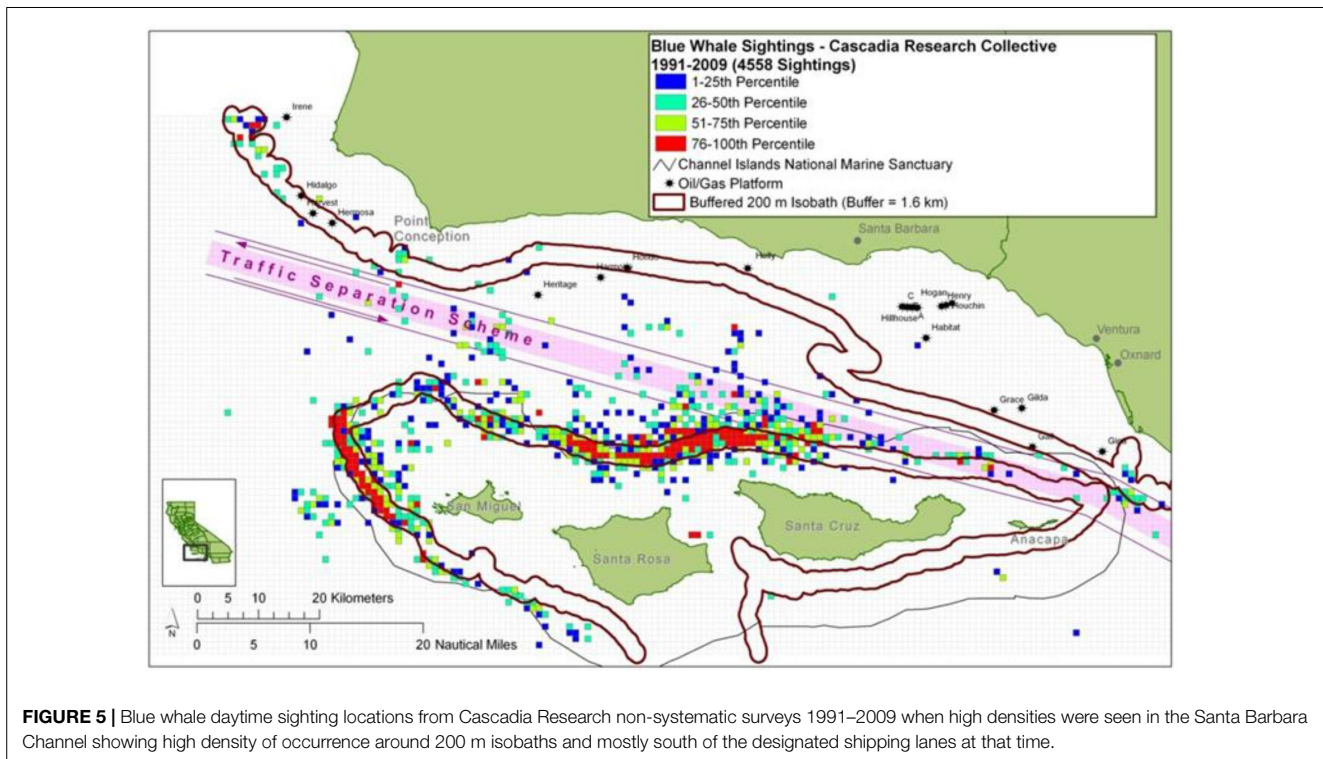 Blue Whale Sightings - Cascadia Research Collective
1991-2009 (4558 Sightings)
1-25th Percentile
26-50th Percentile
51-75th Percentile
76-100th Percentile
Channel Islands National Marine Sanctuary
Oil/Gas Platform
Buffered 200 m Isobath (Buffer = 1.6 km)
Irene
Hidalgo
Harvest
Hermosa
Point
Conception
Santa Barbara
Traffic Separation Scheme
Hondo
Holly
Heritage
C
Hogan
Henry
Houchin
Hillhouse
A
Habitat
Ventura
Oxnard
Grace
Gilda
Gail
Gina
San Miguel
Santa Rosa
Santa Cruz
Anacapa
0 5 10 20 Kilometers
N
0 5 10 20 Nautical Miles
FIGURE 5 | Blue whale daytime sighting locations from Cascadia Research non-systematic surveys 1991–2009 when high densities were seen in the Santa Barbara
Channel showing high density of occurrence around 200 m isobaths and mostly south of the designated shipping lanes at that time.